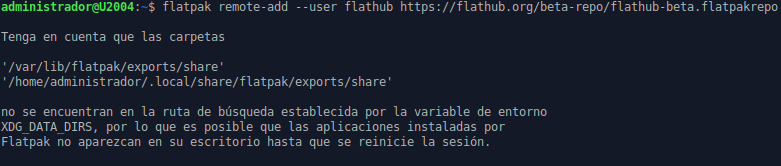 administrador@U2004:~$ flatpak remote-add --user flathub https://flathub.org/beta-repo/flathub-beta.flatpakrepo
Tenga en cuenta que las carpetas
'/var/lib/flatpak/exports/share'
'/home/administrador/.local/share/flatpak/exports/share'
no se encuentran en la ruta de búsqueda establecida por la variable de entorno
XDG_DATA_DIRS, por lo que es posible que las aplicaciones instaladas por
Flatpak no aparezcan en su escritorio hasta que se reinicie la sesión.